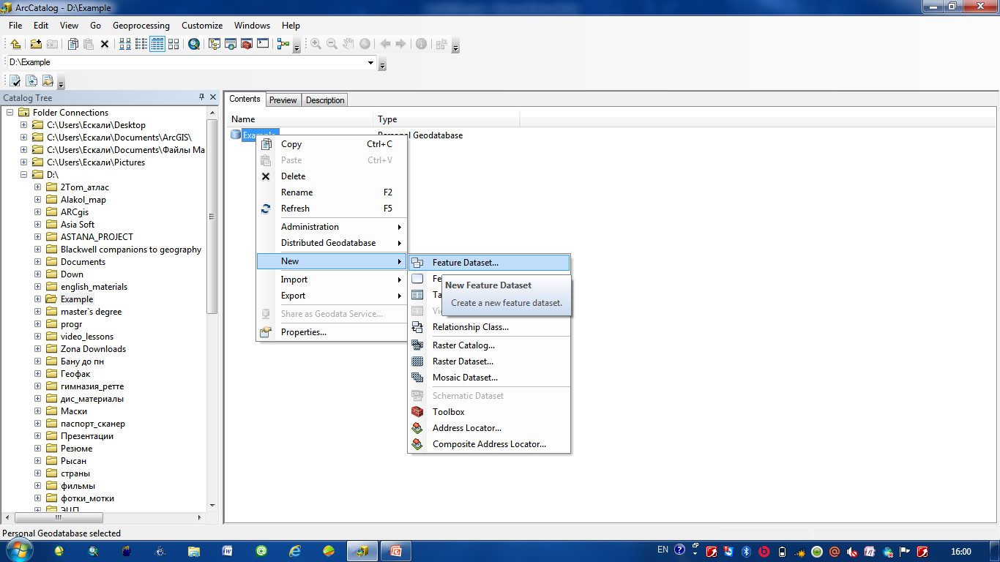 ArcCatalog - D:\Example
File Edit View Go Geoprocessing Customize Windows Help
D:\Example
Catalog Tree
Folder Connections
C:\Users\Ескали\Desktop
C:\Users\Ескали\Documents\ArcGIS\
C:\Users\Ескали\Documents\Файлы Ма
C:\Users\Ескали\Pictures
D:\
2Tom_атлас
Alakol_map
ARCgis
Asia Soft
ASTANA_PROJECT
Blackwell companions to geography
Documents
Down
english_materials
Example
master`s degree
progr
video_lessons
Zona Downloads
Бану до пн
Геофак
гимназия_ретте
дис_материалы
Маски
паспорт_сканер
Презентации
Резюме
Рысан
страны
фильмы
фотки_мотки
ЭЦП
Contents Preview Description
Name Type
Example Personal Geodatabase
Copy Ctrl+C
Paste Ctrl+V
Delete
Rename F2
Refresh F5
Administration
Distributed Geodatabase
New
Import
Export
Share as Geodata Service...
Properties...
Feature Dataset...
Fe
Ta
Vi
New Feature Dataset
Create a new feature dataset.
Relationship Class...
Raster Catalog...
Raster Dataset...
Mosaic Dataset...
Schematic Dataset
Toolbox
Address Locator...
Composite Address Locator...
Personal Geodatabase selected
EN
16:00